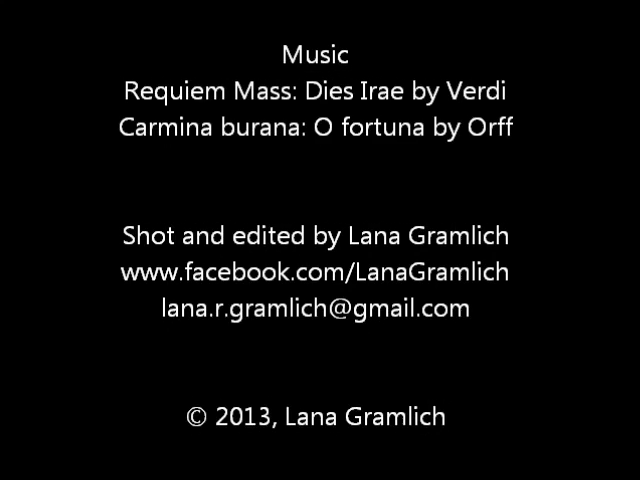 Music
Requiem Mass: Dies Irae by Verdi
Carmina burana: O fortuna by Orff
Shot and edited by Lana Gramlich
www.facebook.com/LanaGramlich
lana.r.gramlich@gmail.com
© 2013, Lana Gramlich